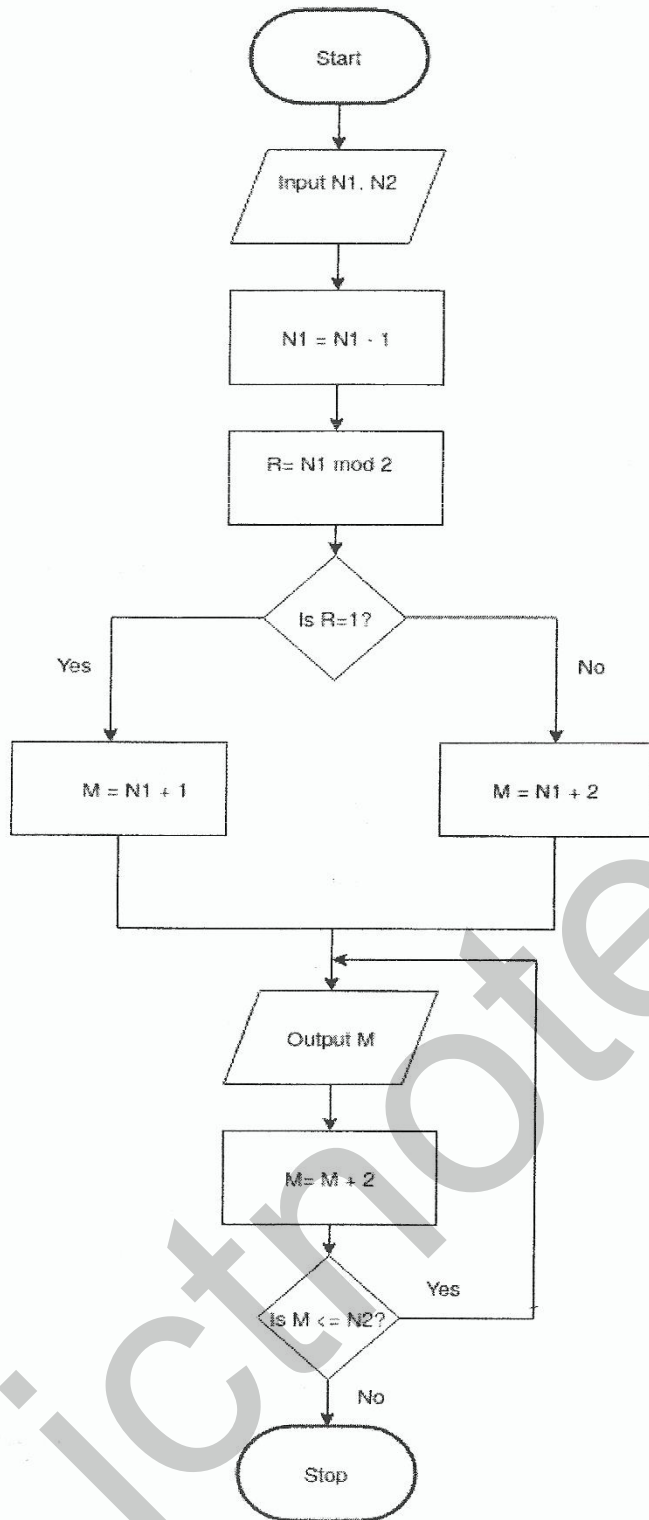 Start
Input N1. N2
N1 = N1 - 1
R= N1 mod 2
Is R=1?
Yes
No
M = N1 + 1
M = N1 + 2
Output M
M= M + 2
Is M <= N2?
Yes
No
Stop
ictnote